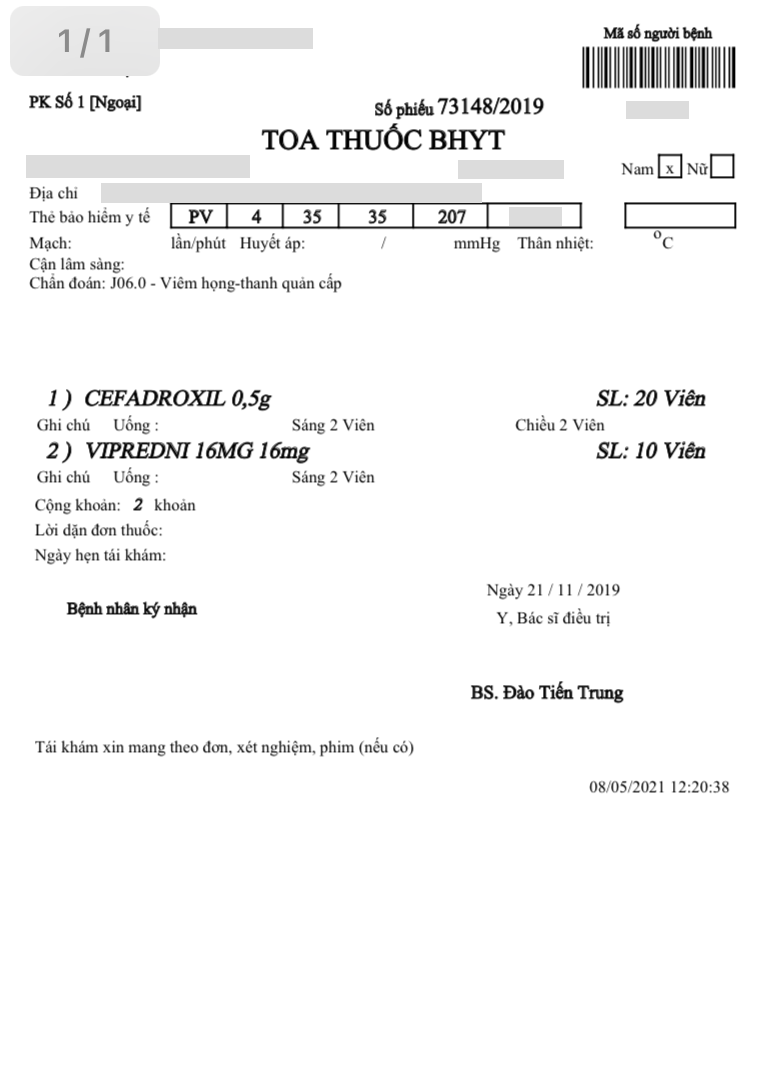 1/1
Mã số người bệnh
PK Số 1 [Ngoại]
Số phiếu 73148/2019
TOA THUỐC BHYT
Nam x Nữ
Địa chỉ
Thẻ bảo hiểm y tế PV 4 35 35 207
Mạch: lần/phút Huyết áp: / mmHg Thân nhiệt: °C
Cận lâm sàng:
Chẩn đoán: J06.0 - Viêm họng-thanh quản cấp
1 ) CEFADROXIL 0,5g SL: 20 Viên
Ghi chú Uống : Sáng 2 Viên Chiều 2 Viên
2 ) VIPREDNI 16MG 16mg SL: 10 Viên
Ghi chú Uống : Sáng 2 Viên
Cộng khoản: 2 khoản
Lời dặn đơn thuốc:
Ngày hẹn tái khám:
Ngày 21 / 11 / 2019
Bệnh nhân ký nhận
Y, Bác sĩ điều trị
BS. Đào Tiến Trung
Tái khám xin mang theo đơn, xét nghiệm, phim (nếu có)
08/05/2021 12:20:38